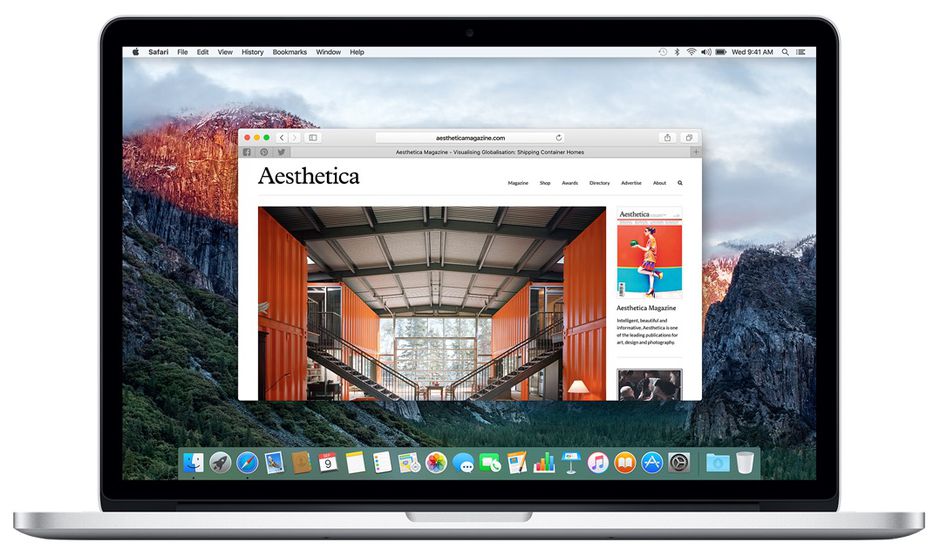 Safari File Edit View History Bookmarks Window Help
Wed 9:41 AM
aestheticamagazine.com
Aesthetica Magazine - Visualising Globalisation: Shipping Container Homes
Aesthetica
Magazine Shop Awards Directory Advertise About
Aesthetica
Aesthetica Magazine
Intelligent, beautiful and
informative, Aesthetica is one
of the leading publications for
art, design and photography.
SEP
9